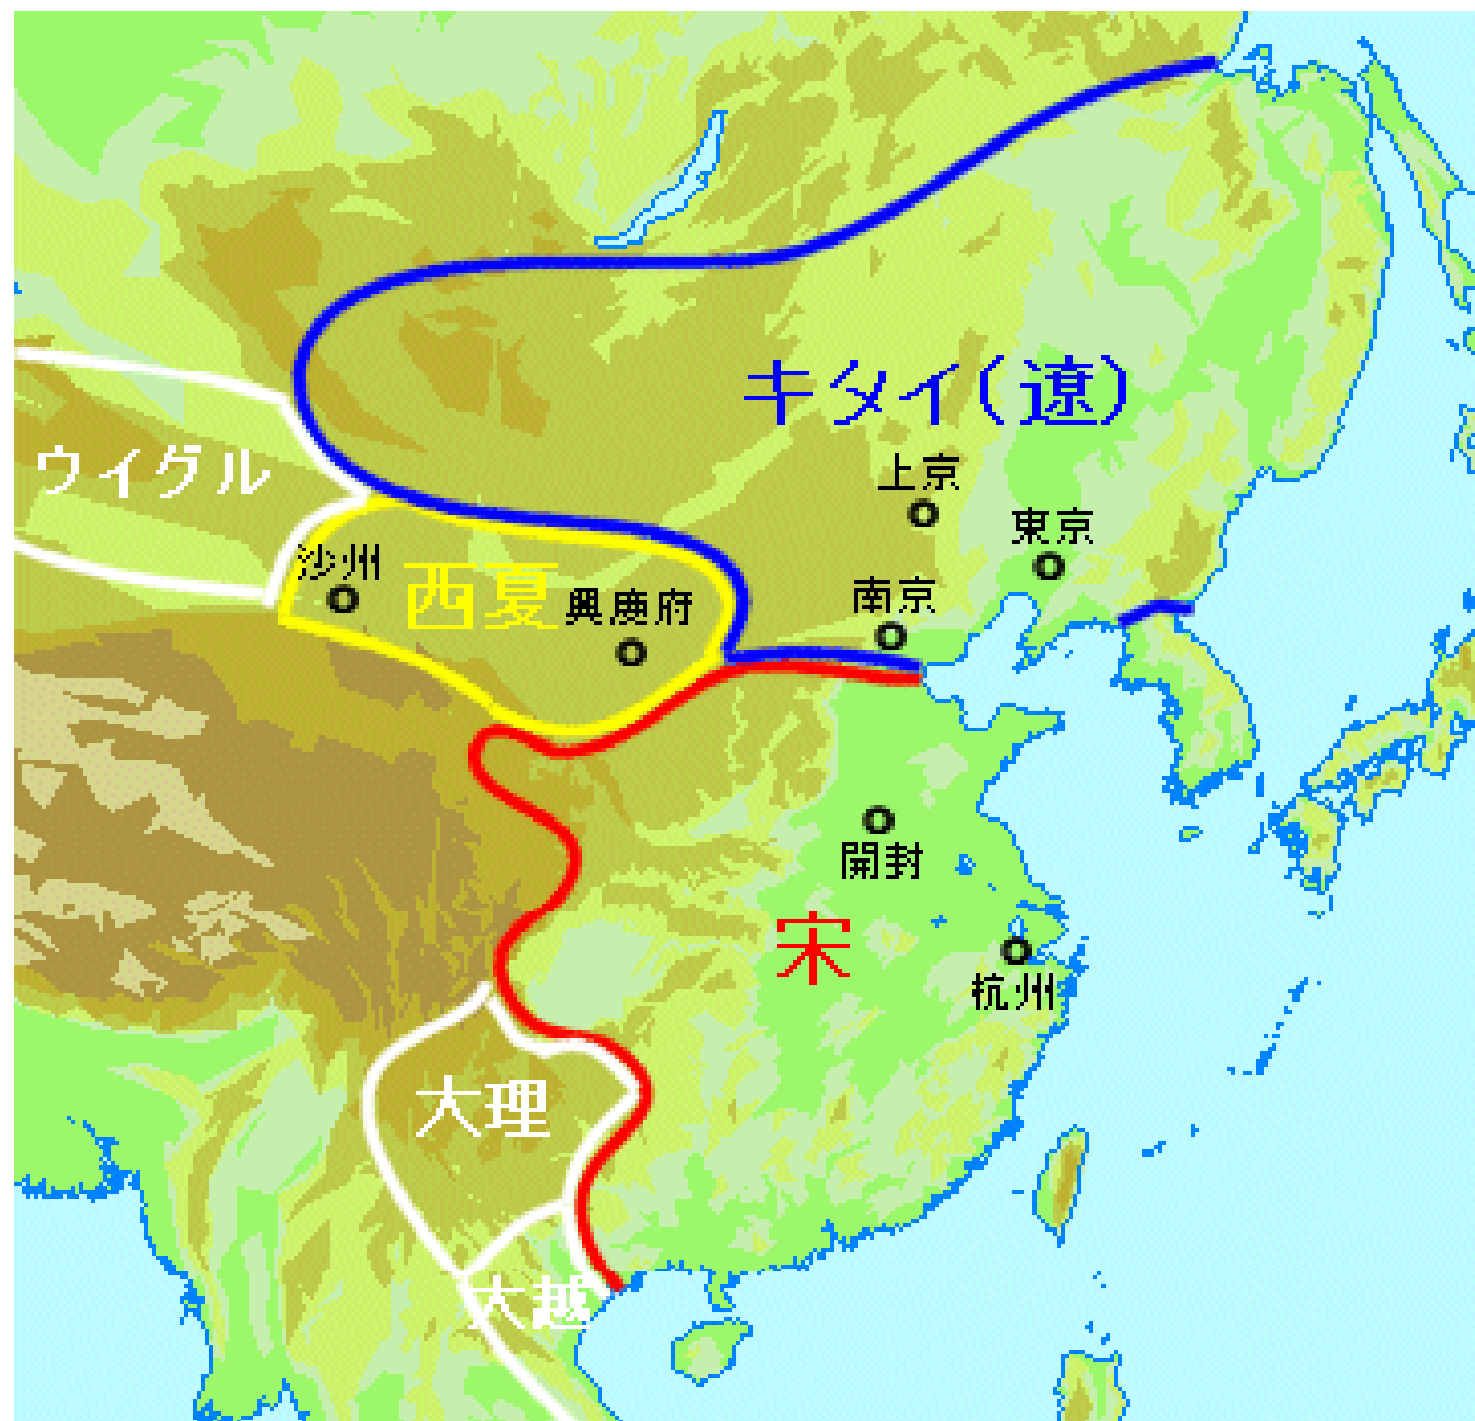 キタイ(遼)
ウイグル
上京
東京
沙州
西夏
興慶府
南京
開封
宋
杭州
大理
大越